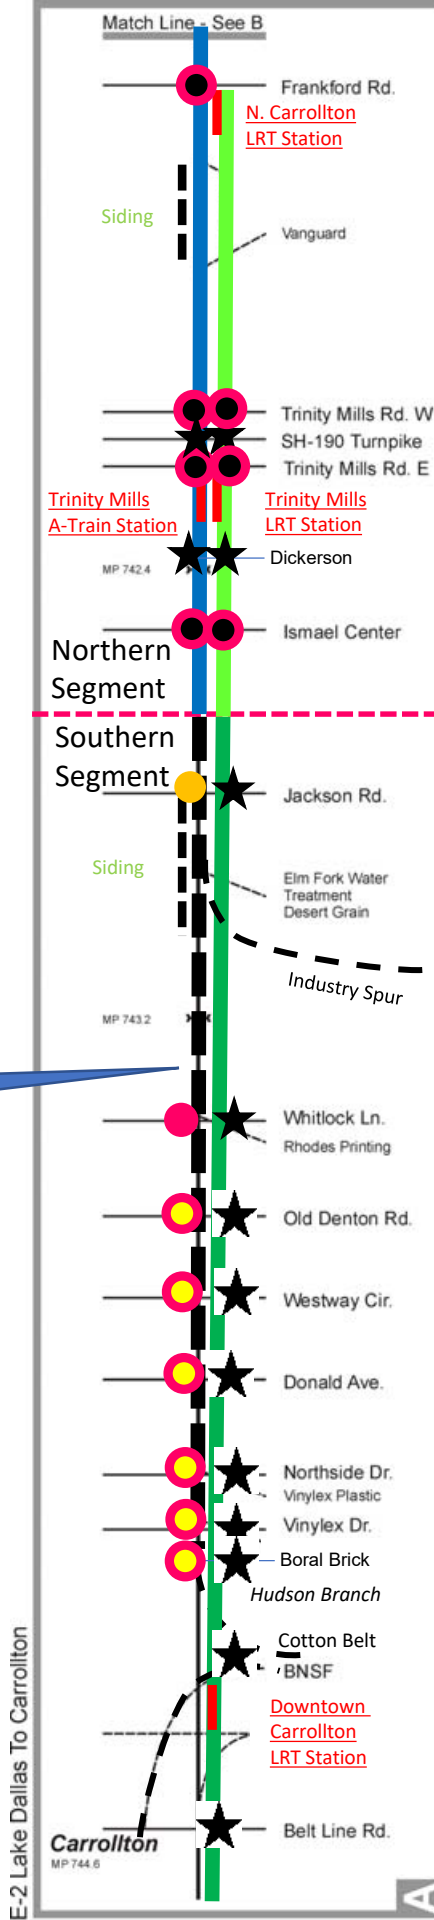 Match Line - See B
Frankford Rd.
N. Carrollton
LRT Station
Siding
Vanguard
Trinity Mills Rd. W
SH-190 Turnpike
Trinity Mills Rd. E
Trinity Mills
A-Train Station
Trinity Mills
LRT Station
Dickerson
MP 742.4
Ismael Center
Northern
Segment
Southern
Segment
Jackson Rd.
Siding
Elm Fork Water
Treatment
Desert Grain
Industry Spur
MP 743.2
Whitlock Ln.
Rhodes Printing
Old Denton Rd.
Westway Cir.
Donald Ave.
Northside Dr.
Vinylex Plastic
Vinylex Dr.
Boral Brick
Hudson Branch
Cotton Belt
BNSF
Downtown
Carrollton
LRT Station
Belt Line Rd.
Carrollton
MP 744.6
E-2 Lake Dallas To Carrollton
A